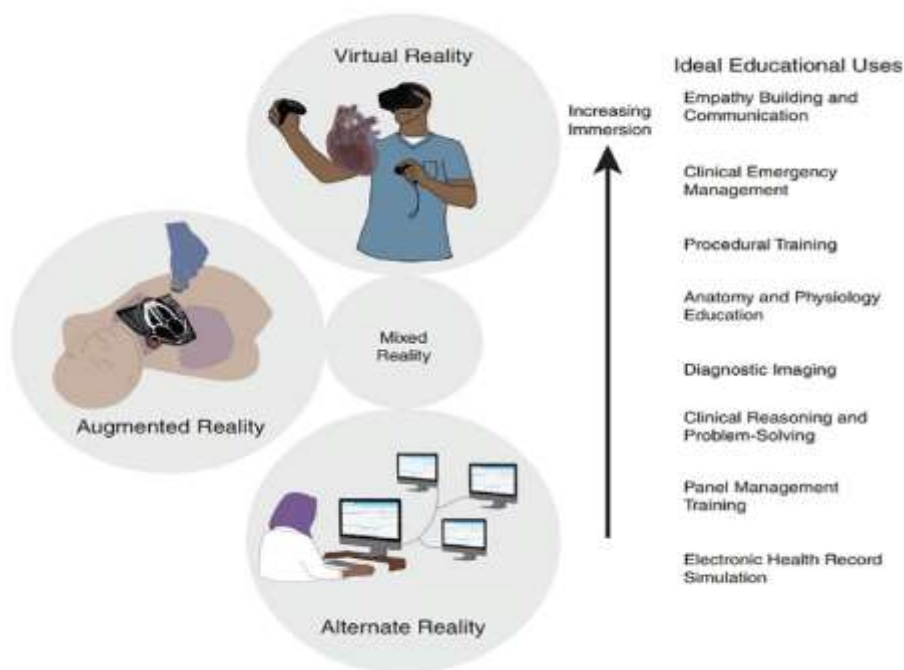 Virtual Reality
Augmented Reality
Mixed
Reality
Alternate Reality
Increasing
Immersion
Ideal Educational Uses
Empathy Building and
Communication
Clinical Emergency
Management
Procedural Training
Anatomy and Physiology
Education
Diagnostic Imaging
Clinical Reasoning and
Problem-Solving
Panel Management
Training
Electronic Health Record
Simulation